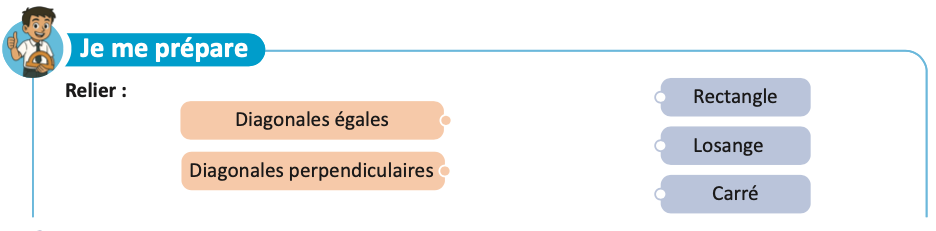 Je me prépare
Relier :
Diagonales égales
Diagonales perpendiculaires
Rectangle
Losange
Carré